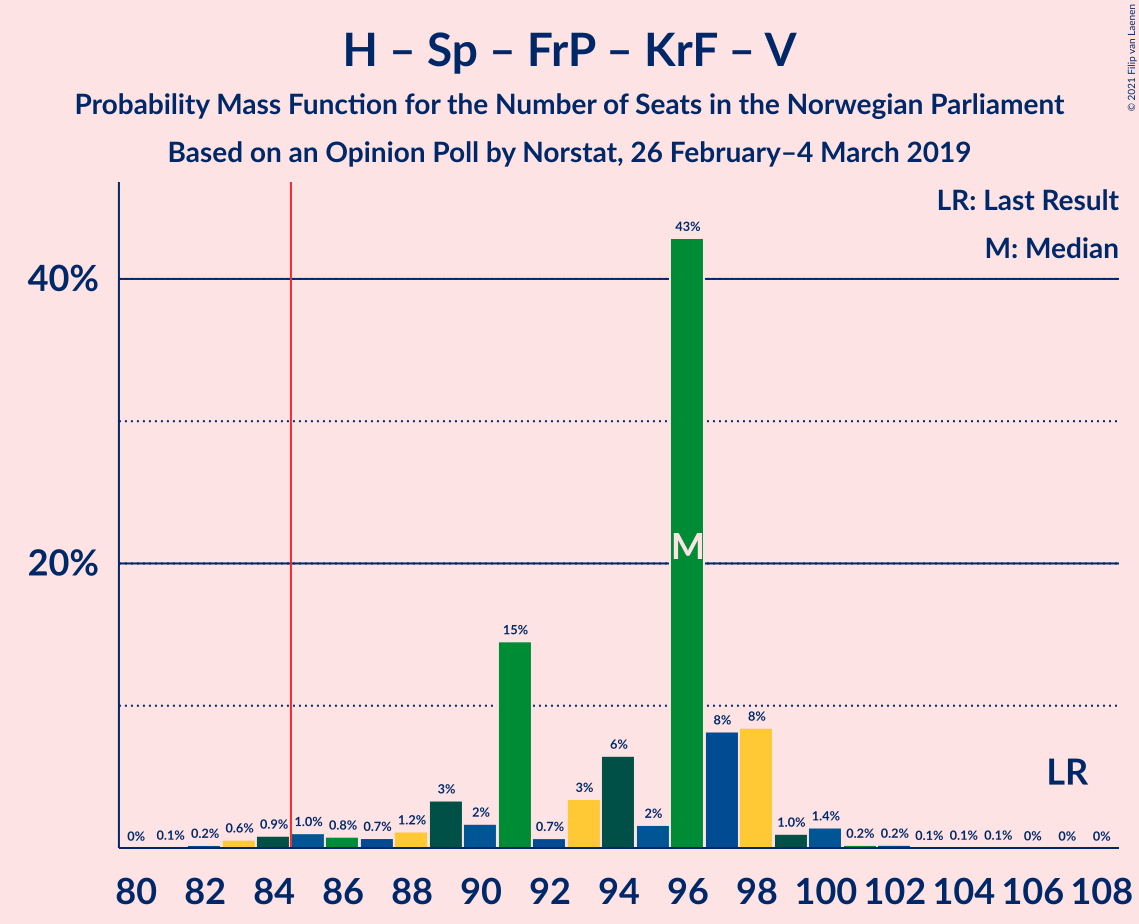 H – Sp – FrP – KrF – V
Probability Mass Function for the Number of Seats in the Norwegian Parliament
Based on an Opinion Poll by Norstat, 26 February–4 March 2019
© 2021 Filip van Laenen
LR: Last Result
M: Median
40%
20%
0% 0.1% 0.2% 0.6% 0.9% 1.0% 0.8% 0.7% 1.2% 3% 2% 15% 0.7% 3% 6% 2% 43% 8% 8% 1.0% 1.4% 0.2% 0.2% 0.1% 0.1% 0.1% 0% 0% 0%
M
LR
80 82 84 86 88 90 92 94 96 98 100 102 104 106 108